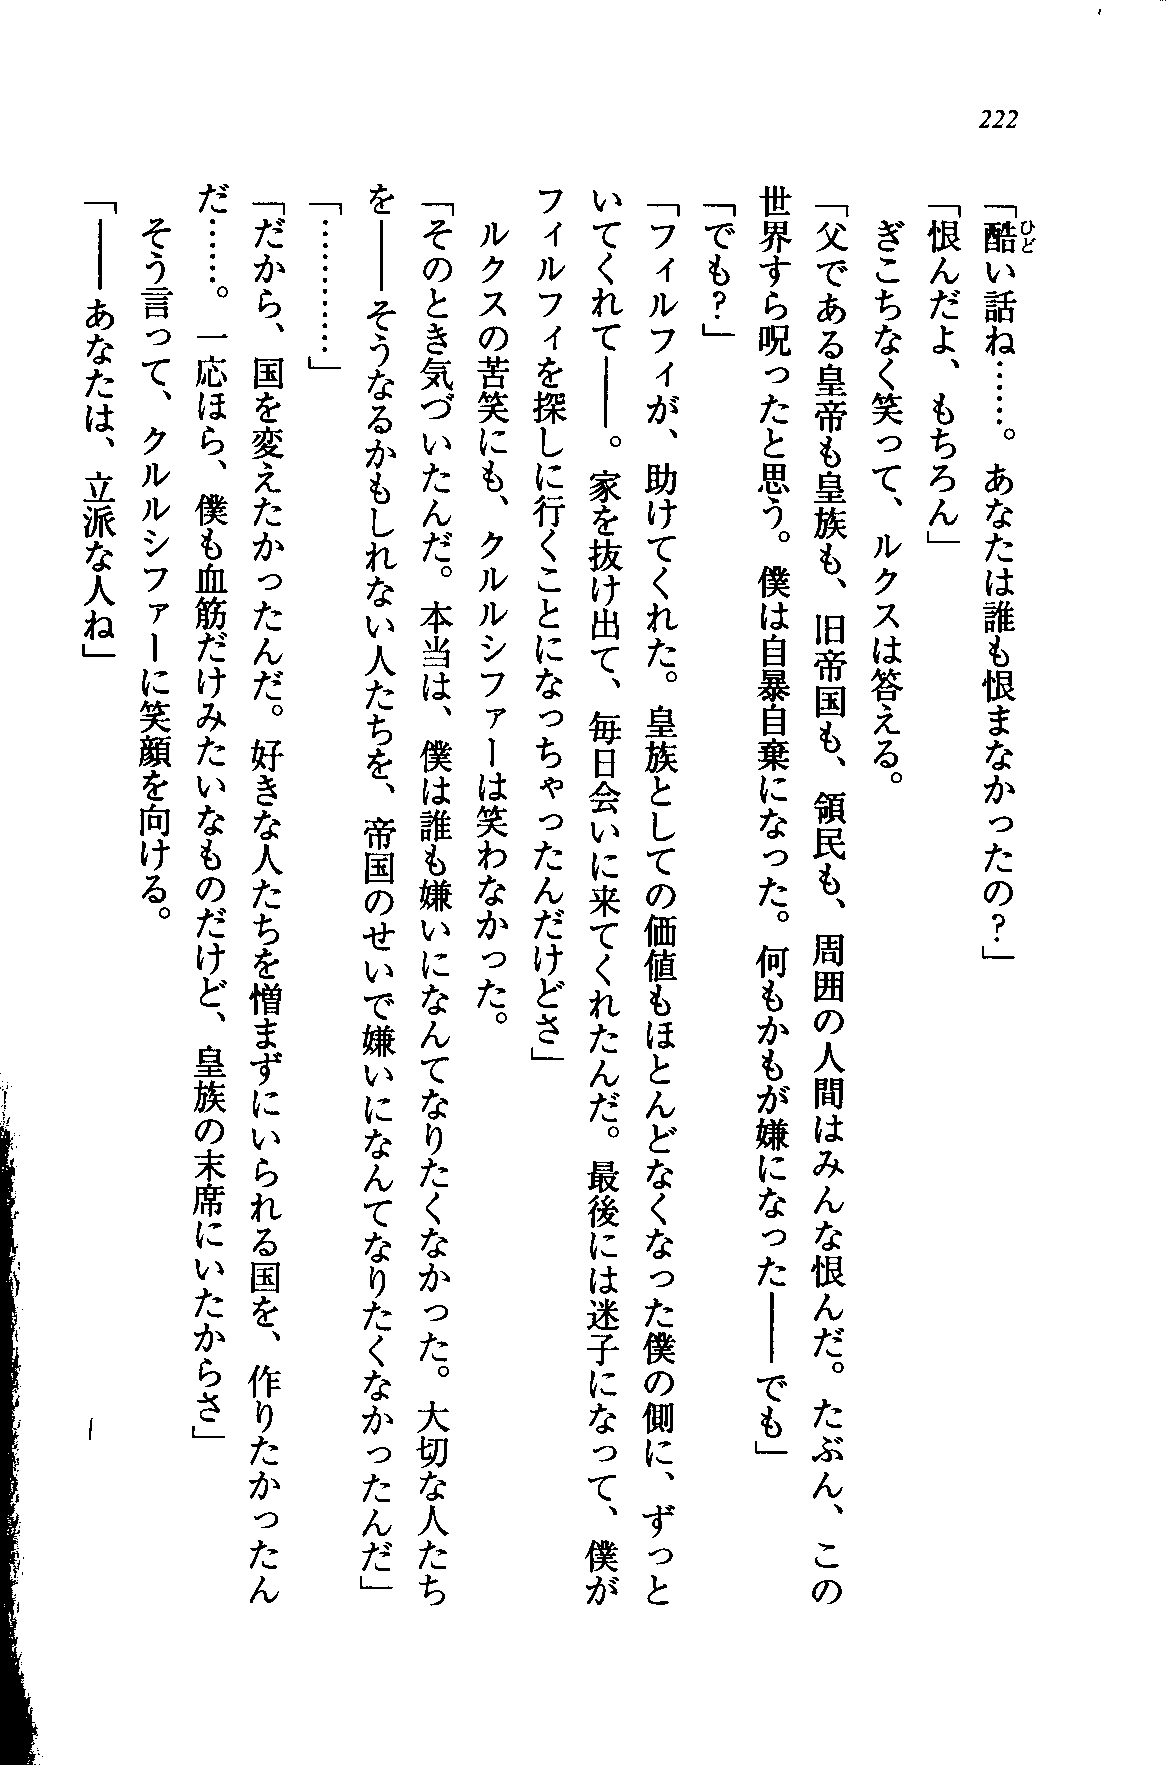 222
「酷い話ね……。あなたは誰も恨まなかったの？」
「恨んだよ、もちろん」
　ぎこちなく笑って、ルクスは答える。
「父である皇帝も皇族も、旧帝国も、領民も、周囲の人間はみんな恨んだ。たぶん、この
世界すら呪ったと思う。僕は自暴自棄になった。何もかもが嫌になった――でも」
「でも？」
「フィルフィが、助けてくれた。皇族としての価値もほとんどなくなった僕の側に、ずっと
いてくれて――。家を抜け出て、毎日会いに来てくれたんだ。最後には迷子になって、僕が
フィルフィを探しに行くことになっちゃったんだけどさ」
　ルクスの苦笑にも、クルルシファーは笑わなかった。
「そのとき気づいたんだ。本当は、僕は誰も嫌いになんてなりたくなかった。大切な人たち
を――そうなるかもしれない人たちを、帝国のせいで嫌いになんてなりたくなかったんだ」
「…………」
「だから、国を変えたかったんだ。好きな人たちを憎まずにいられる国を、作りたかったん
だ……。一応ほら、僕も血筋だけみたいなものだけど、皇族の末席にいたからさ」
　そう言って、クルルシファーに笑顔を向ける。
「――あなたは、立派な人ね」